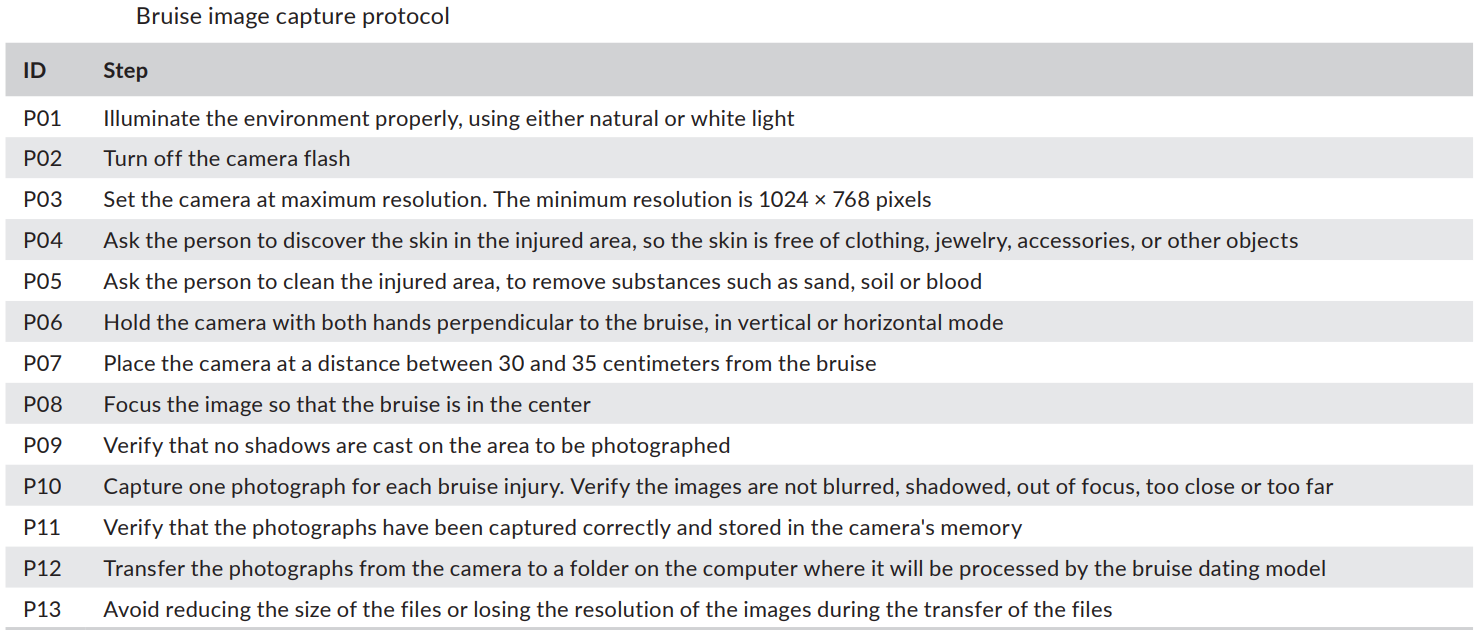 Bruise image capture protocol
ID Step
P01 Illuminate the environment properly, using either natural or white light
P02 Turn off the camera flash
P03 Set the camera at maximum resolution. The minimum resolution is 1024 × 768 pixels
P04 Ask the person to discover the skin in the injured area, so the skin is free of clothing, jewelry, accessories, or other objects
P05 Ask the person to clean the injured area, to remove substances such as sand, soil or blood
P06 Hold the camera with both hands perpendicular to the bruise, in vertical or horizontal mode
P07 Place the camera at a distance between 30 and 35 centimeters from the bruise
P08 Focus the image so that the bruise is in the center
P09 Verify that no shadows are cast on the area to be photographed
P10 Capture one photograph for each bruise injury. Verify the images are not blurred, shadowed, out of focus, too close or too far
P11 Verify that the photographs have been captured correctly and stored in the camera's memory
P12 Transfer the photographs from the camera to a folder on the computer where it will be processed by the bruise dating model
P13 Avoid reducing the size of the files or losing the resolution of the images during the transfer of the files